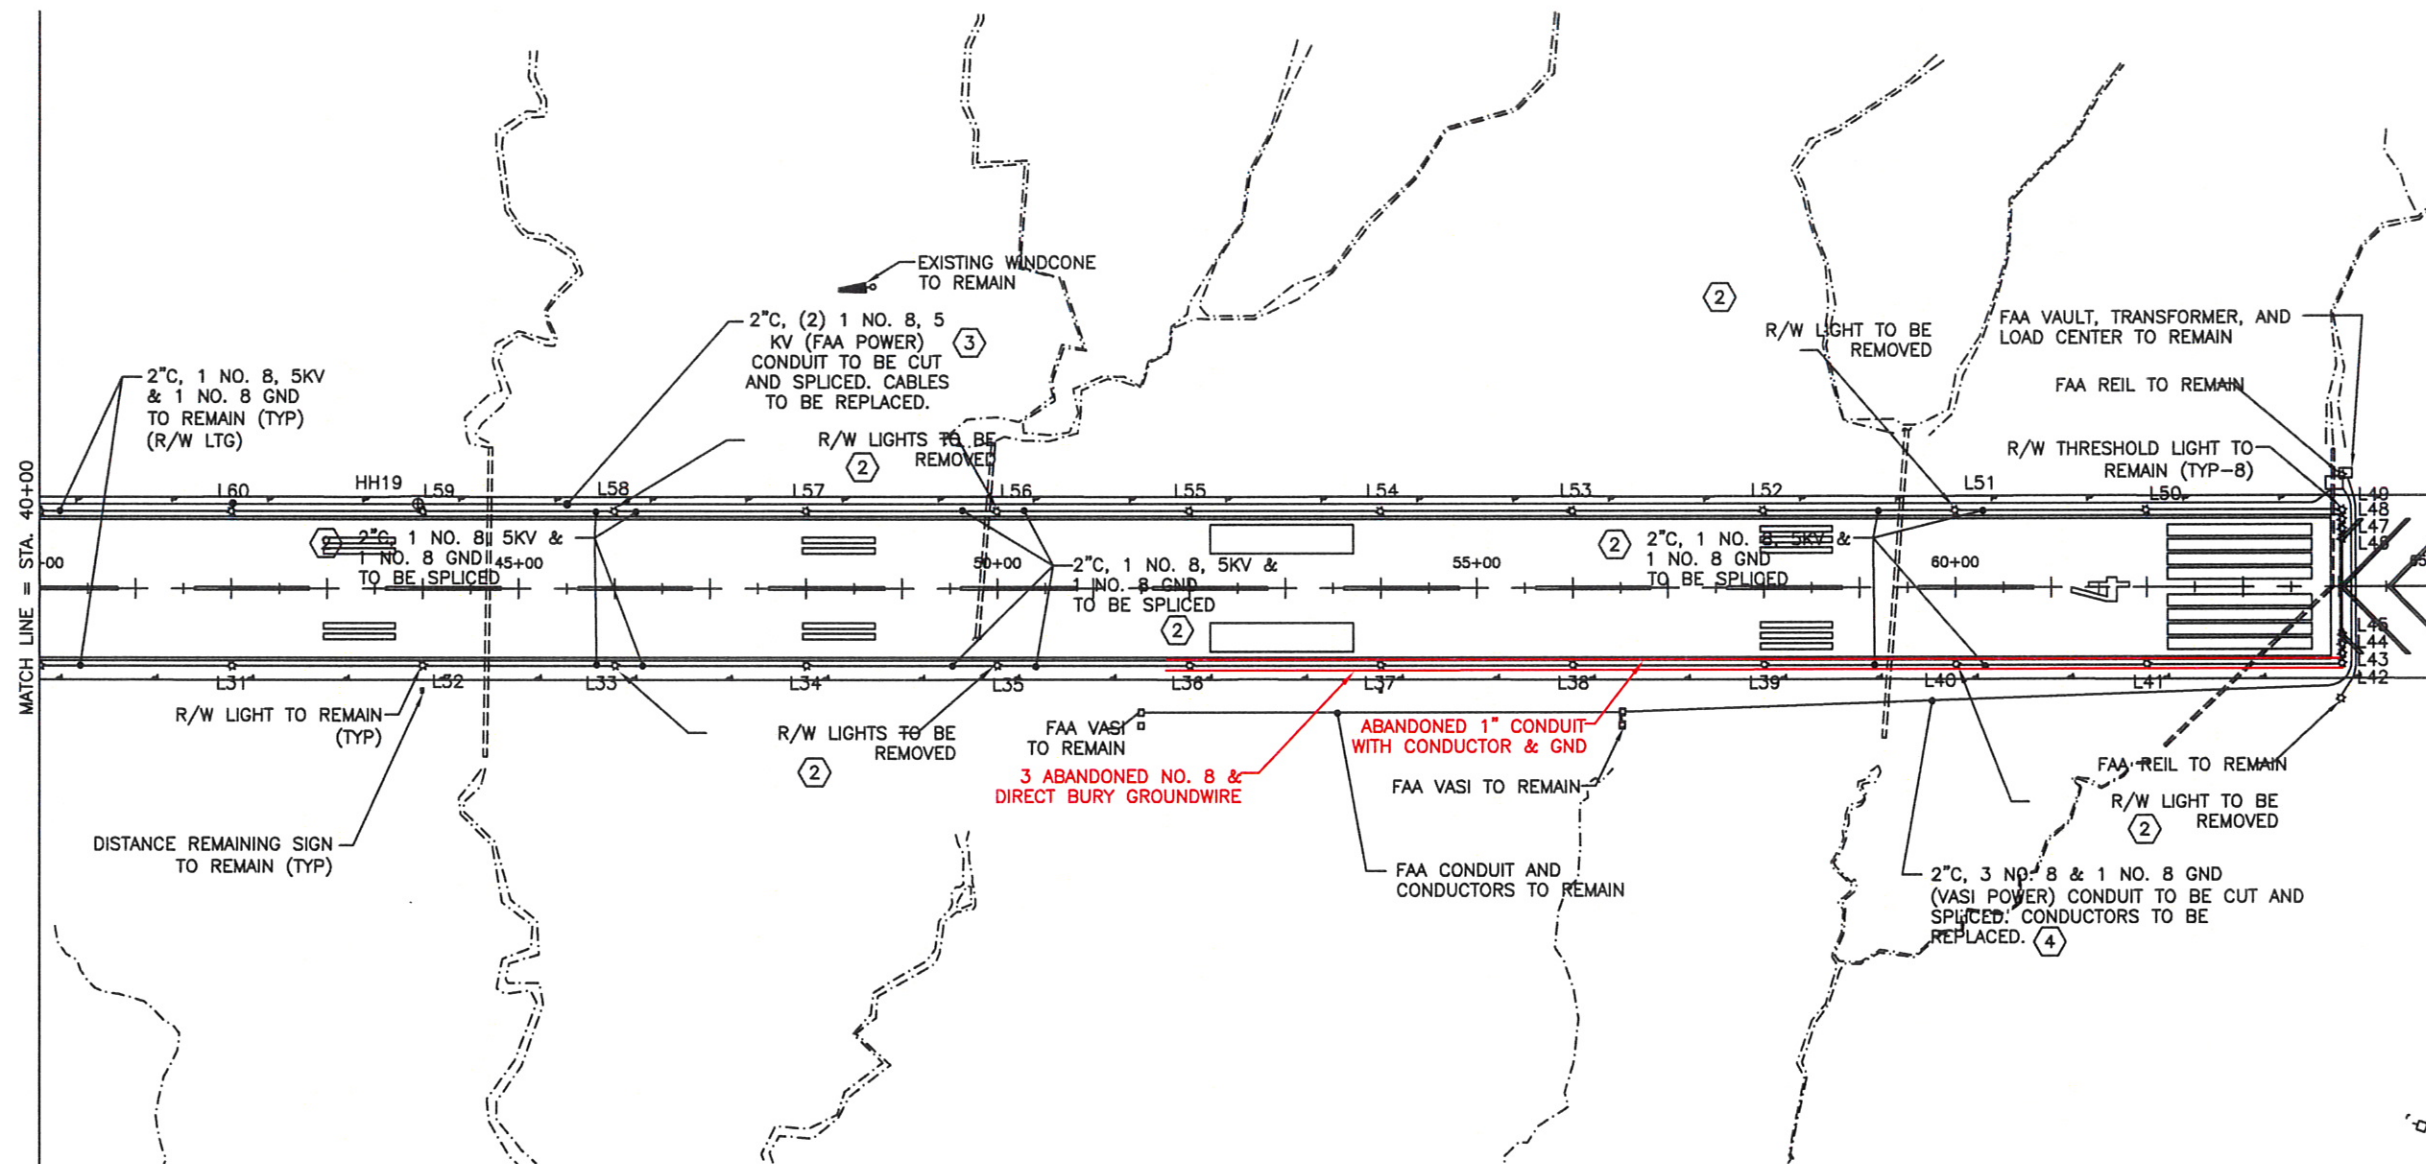 EXISTING WINDCONE
TO REMAIN
2"C, (2) 1 NO. 8, 5
KV (FAA POWER)
CONDUIT TO BE CUT
AND SPLICED. CABLES
TO BE REPLACED.
3
2"C, 1 NO. 8, 5KV
& 1 NO. 8 GND
TO REMAIN (TYP)
(R/W LTG)
R/W LIGHTS TO BE
REMOVED
2
2
R/W LIGHT TO BE
REMOVED
FAA VAULT, TRANSFORMER, AND
LOAD CENTER TO REMAIN
FAA REIL TO REMAIN
R/W THRESHOLD LIGHT TO
REMAIN (TYP-8)
MATCH LINE = STA. 40+00
L60
HH19
L59
L58
L57
L56
L55
L54
L53
L52
L51
L50
L49
L48
L47
L46
2"C, 1 NO. 8, 5KV &
1 NO. 8 GND
TO BE SPLICED
+00
45+00
50+00
2"C, 1 NO. 8, 5KV &
1 NO. 8 GND
TO BE SPLICED
2
55+00
2
2"C, 1 NO. 8, 5KV &
1 NO. 8 GND
TO BE SPLICED
60+00
4
L45
L44
L43
L42
L31
L32
L33
L34
L35
L36
L37
L38
L39
L40
L41
R/W LIGHT TO REMAIN
(TYP)
R/W LIGHTS TO BE
REMOVED
2
FAA VASI
TO REMAIN
3 ABANDONED NO. 8 &
DIRECT BURY GROUNDWIRE
ABANDONED 1" CONDUIT
WITH CONDUCTOR & GND
FAA VASI TO REMAIN
FAA REIL TO REMAIN
R/W LIGHT TO BE
REMOVED
2
DISTANCE REMAINING SIGN
TO REMAIN (TYP)
FAA CONDUIT AND
CONDUCTORS TO REMAIN
2"C, 3 NO. 8 & 1 NO. 8 GND
(VASI POWER) CONDUIT TO BE CUT AND
SPLICED. CONDUCTORS TO BE
REPLACED.
4